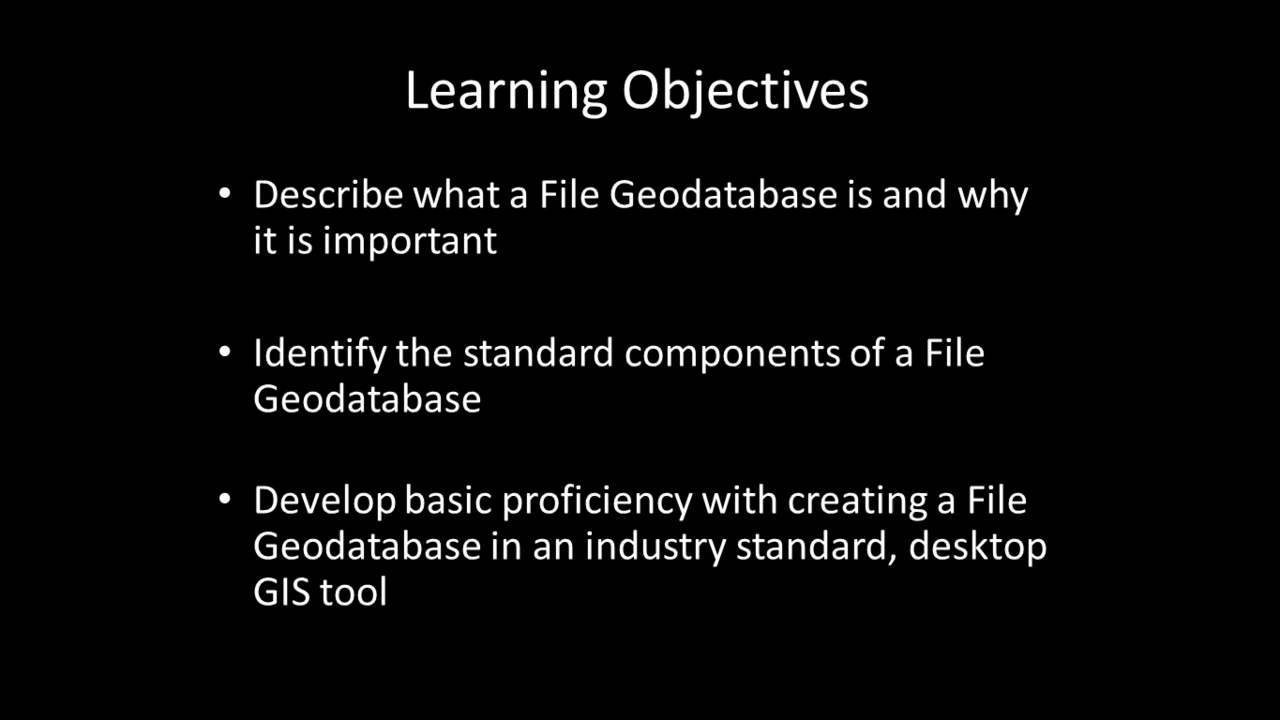 Learning Objectives
• Describe what a File Geodatabase is and why
it is important
• Identify the standard components of a File
Geodatabase
• Develop basic proficiency with creating a File
Geodatabase in an industry standard, desktop
GIS tool